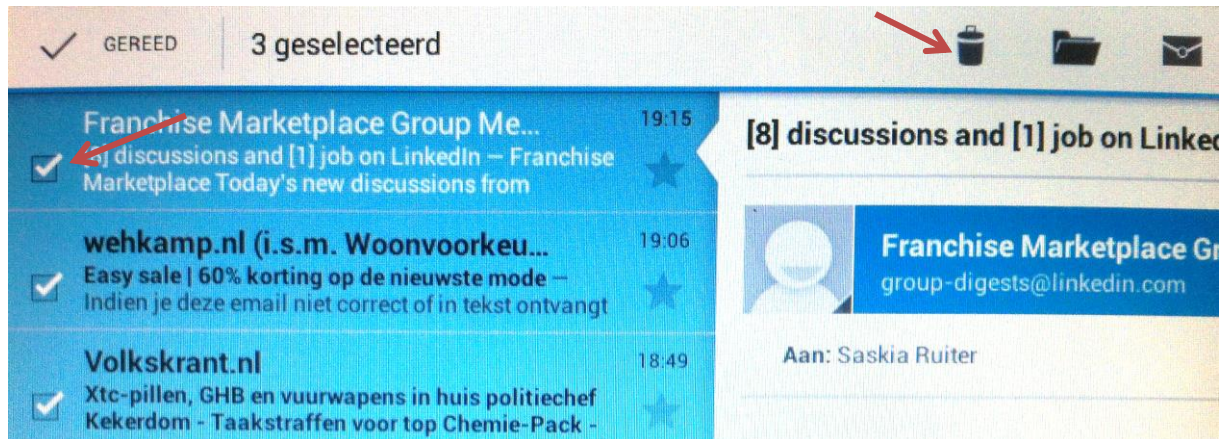 GEREED 3 geselecteerd
Franchise Marketplace Group Me...
19:15
[8] discussions and [1] job on LinkedIn – Franchise
Marketplace Today's new discussions from
wehkamp.nl (i.s.m. Woonvoorkeu...
19:06
Easy sale | 60% korting op de nieuwste mode –
Indien je deze email niet correct of in tekst ontvangt
Volkskrant.nl
18:49
Xtc-pillen, GHB en vuurwapens in huis politiechef
Kekerdom - Taakstraffen voor top Chemie-Pack -
[8] discussions and [1] job on Linked
Franchise Marketplace Gr
group-digests@linkedin.com
Aan: Saskia Ruiter